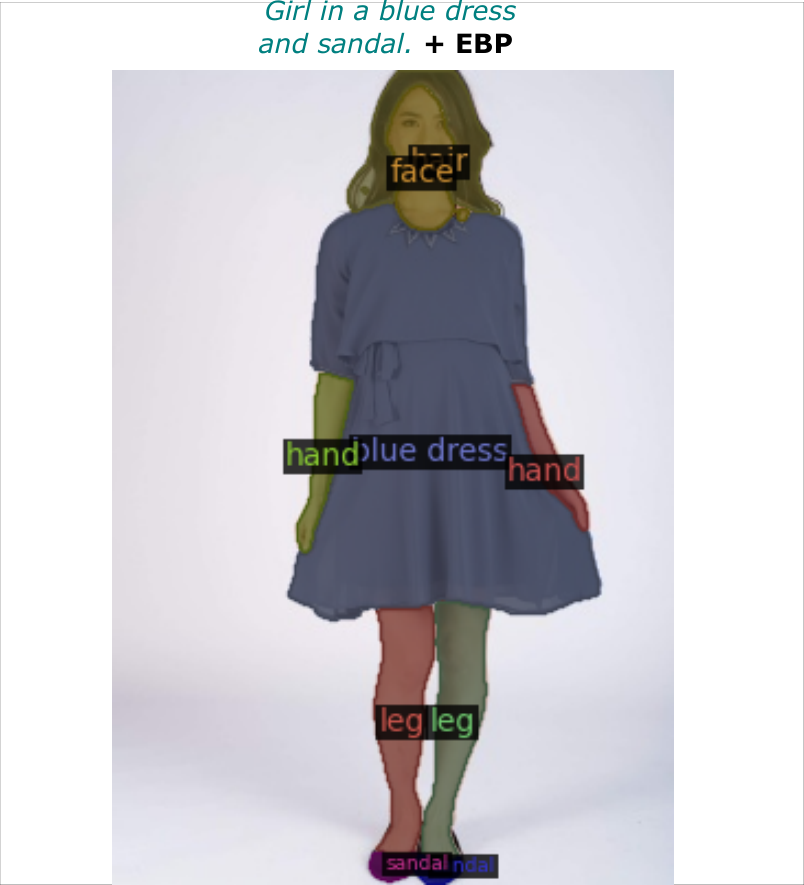 Girl in a blue dress
and sandal. + EBP
hair
face
hand
blue dress
hand
leg
leg
sandal
ndal